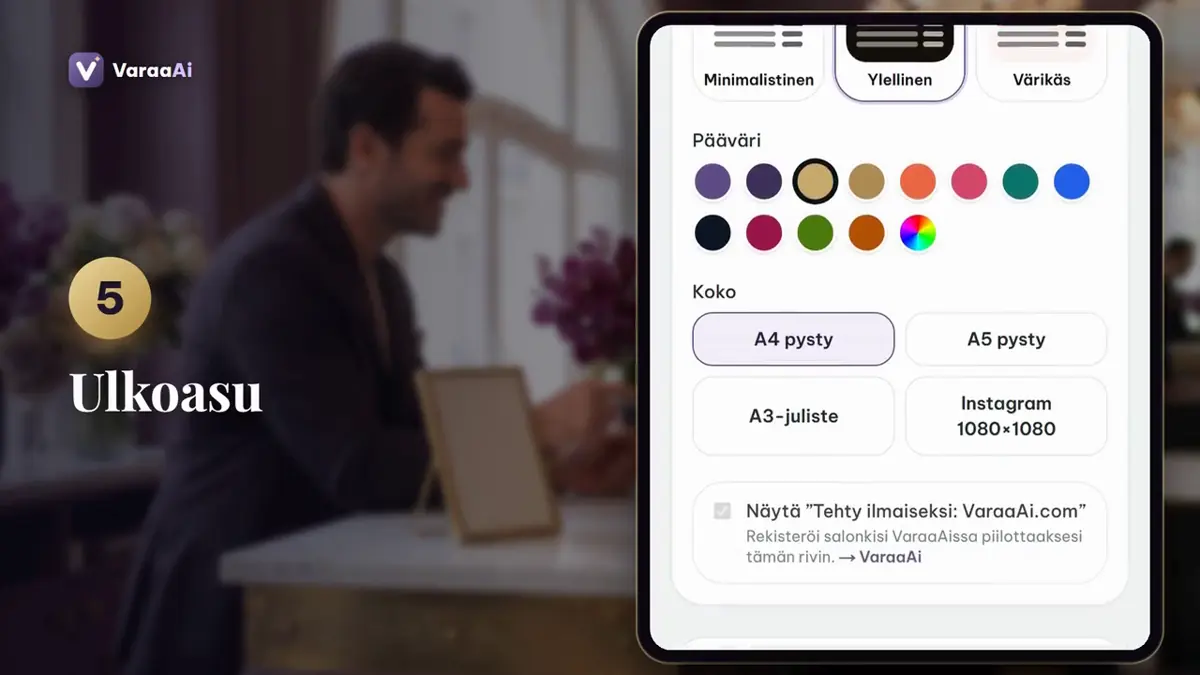 VaraaAi
5
Ulkoasu
Minimalistinen
Ylellinen
Värikäs
Pääväri
Koko
A4 pysty
A5 pysty
A3-juliste
Instagram
1080×1080
Näytä ”Tehty ilmaiseksi: VaraaAi.com”
Rekisteröi salonkisi VaraaAissa piilottaaksesi
tämän rivin. → VaraaAi